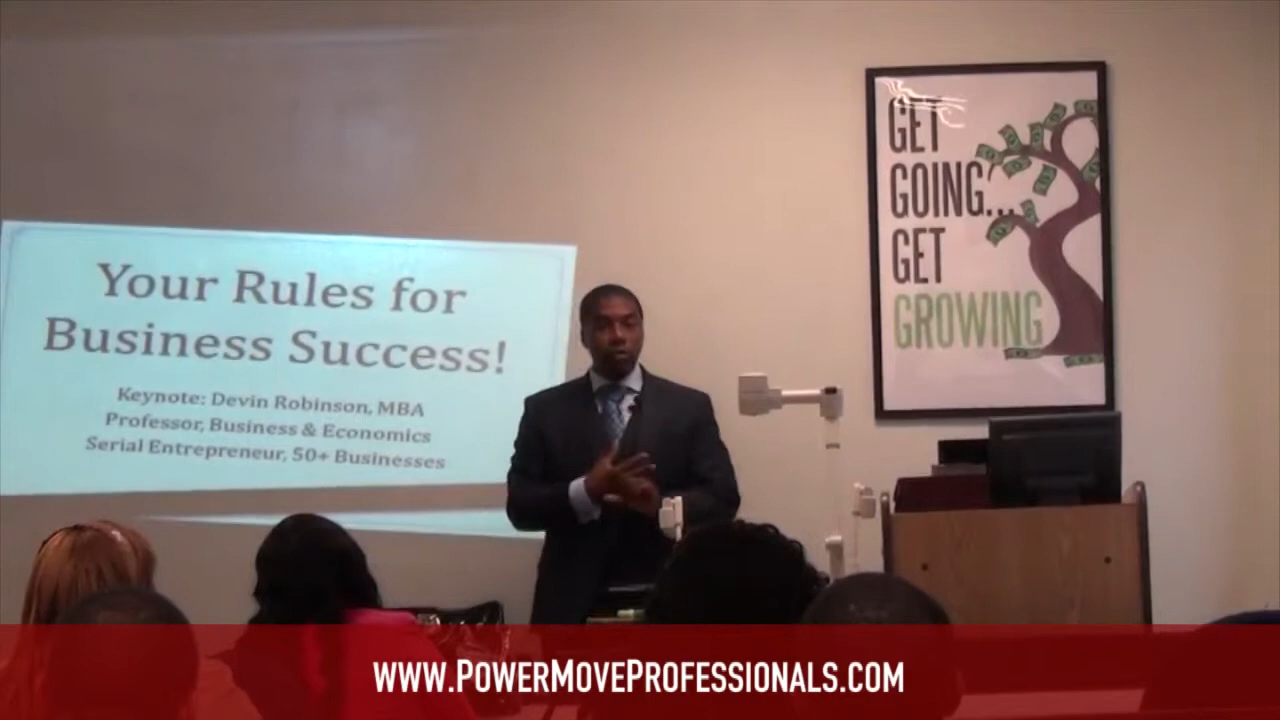 Your Rules for
Business Success!
Keynote: Devin Robinson, MBA
Professor, Business & Economics
Serial Entrepreneur, 50+ Businesses
GET
GOING...
GET
GROWING
WWW.POWERMOVEPROFESSIONALS.COM